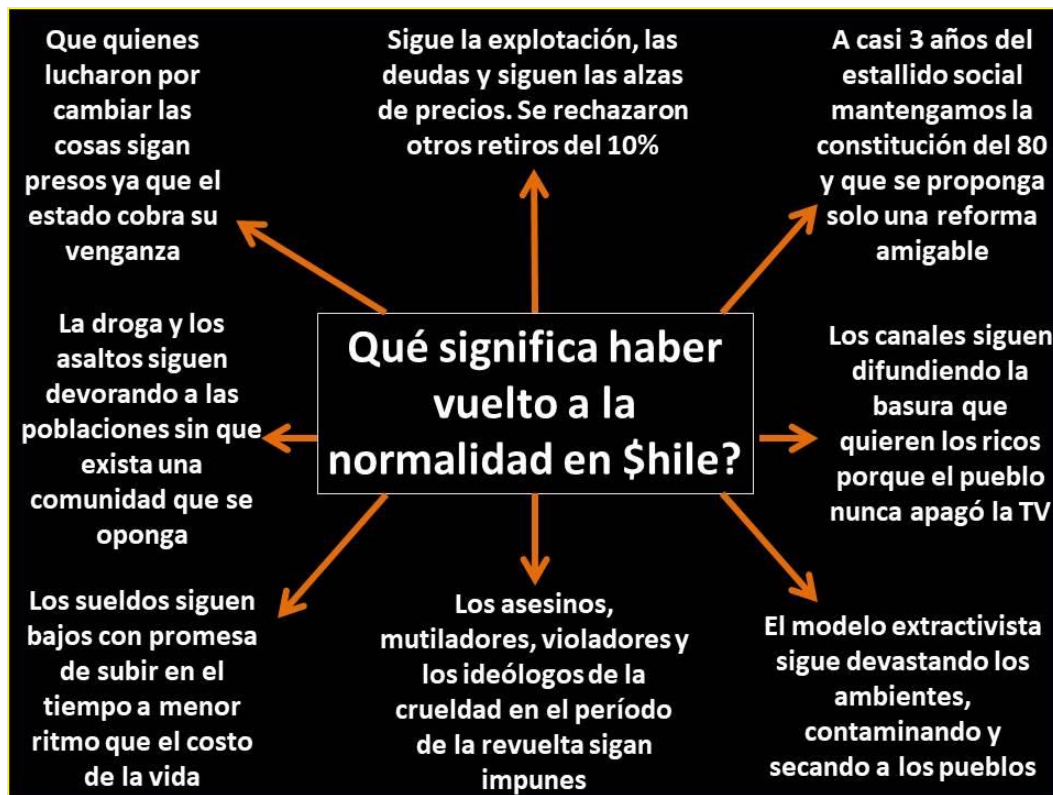 Que quienes
lucharon por
cambiar las
cosas sigan
presos ya que el
estado cobra su
venganza
Sigue la explotación, las
deudas y siguen las alzas
de precios. Se rechazaron
otros retiros del 10%
A casi 3 años del
estallido social
mantengamos la
constitución del 80
y que se proponga
solo una reforma
amigable
La droga y los
asaltos siguen
devorando a las
poblaciones sin que
exista una
comunidad que se
oponga
Qué significa haber
vuelto a la
normalidad en $hile?
Los canales siguen
difundiendo la
basura que
quieren los ricos
porque el pueblo
nunca apagó la TV
Los sueldos siguen
bajos con promesa
de subir en el
tiempo a menor
ritmo que el costo
de la vida
Los asesinos,
mutiladores, violadores y
los ideólogos de la
crueldad en el período
de la revuelta sigan
impunes
El modelo extractivista
sigue devastando los
ambientes,
contaminando y
secando a los pueblos